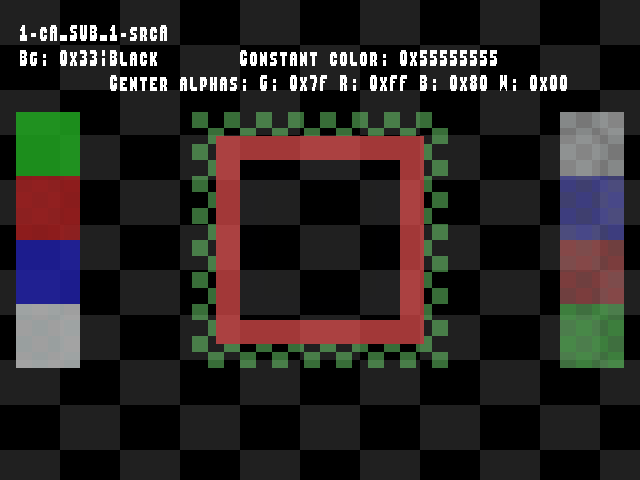 1-cA_SUB_1-srcA
Bg: 0x33¦Black Constant color: 0x55555555
Center alphas: G: 0x7f R: 0xff B: 0x80 W: 0x00